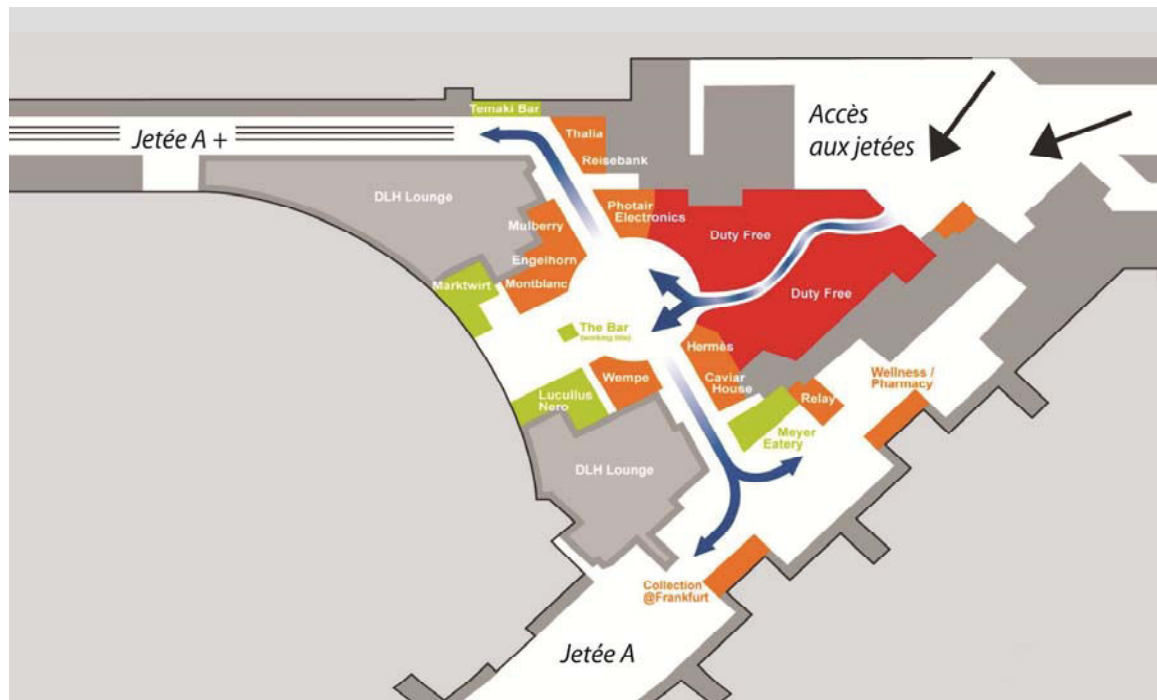 Temaki Bar
Jetée A +
Thalia
Reisebank
Accès
aux jetées
DLH Lounge
Photair
Electronics
Mulberry
Duty Free
Engelhorn
Marktwirt
Montblanc
Duty Free
The Bar
(working title)
Hermès
Wempe
Caviar
House
Wellness /
Pharmacy
Lucullus
Nero
Relay
Meyer
Eatery
DLH Lounge
Collection
@Frankfurt
Jetée A